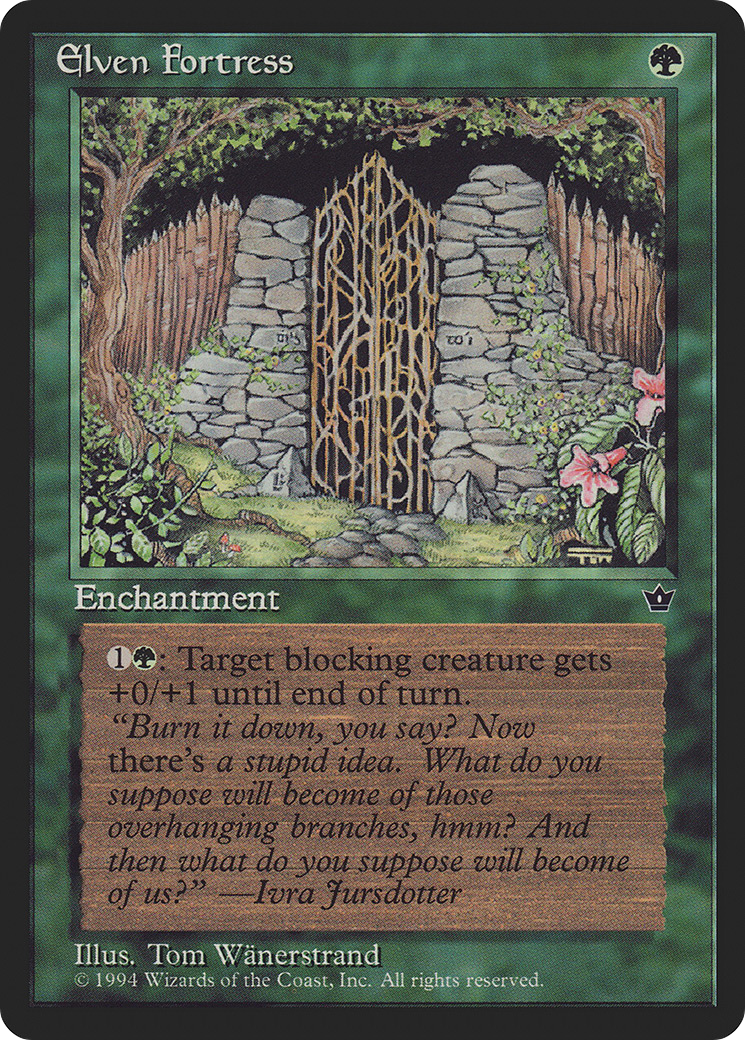 Elven Fortress
Enchantment
1: Target blocking creature gets
+0/+1 until end of turn.
“Burn it down, you say? Now
there's a stupid idea. What do you
suppose will become of those
overhanging branches, hmm? And
then what do you suppose will become
of us?” —Ivra Jursdotter
Illus. Tom Wänerstrand
© 1994 Wizards of the Coast, Inc. All rights reserved.